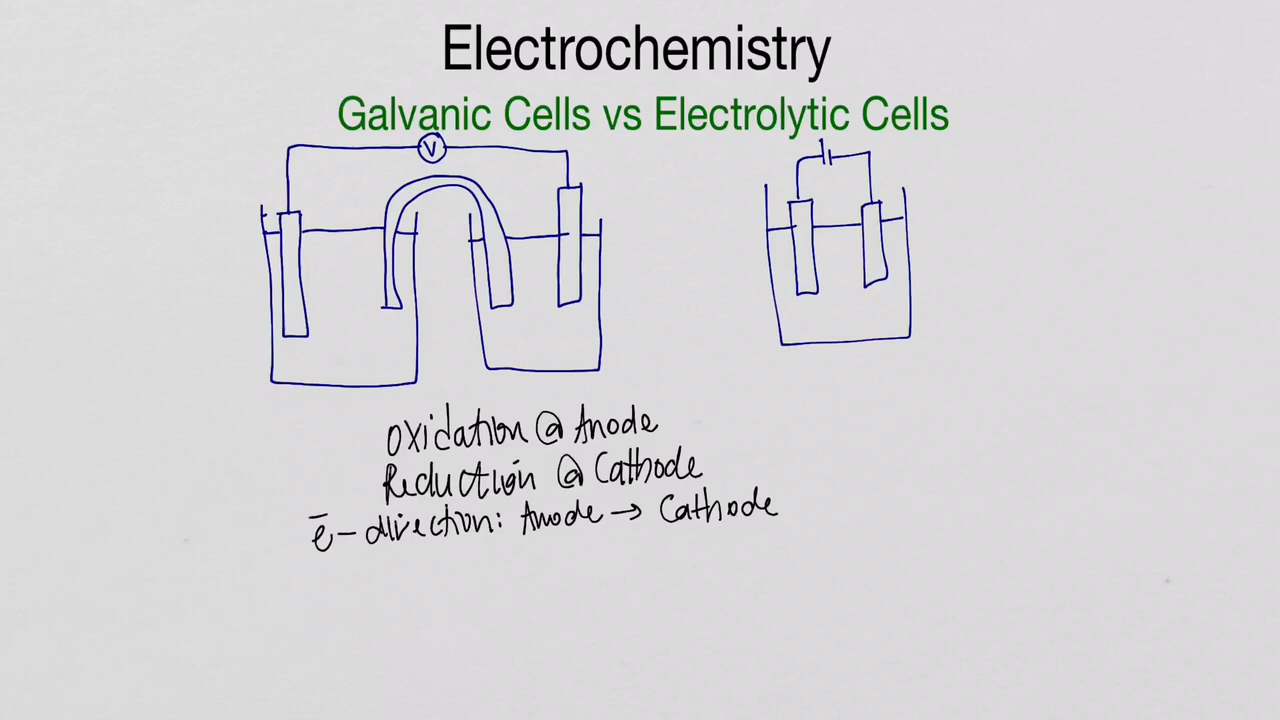 Electrochemistry
Galvanic Cells vs Electrolytic Cells
V
Oxidation @ Anode
Reduction @ Cathode
e̅ - direction: Anode → Cathode